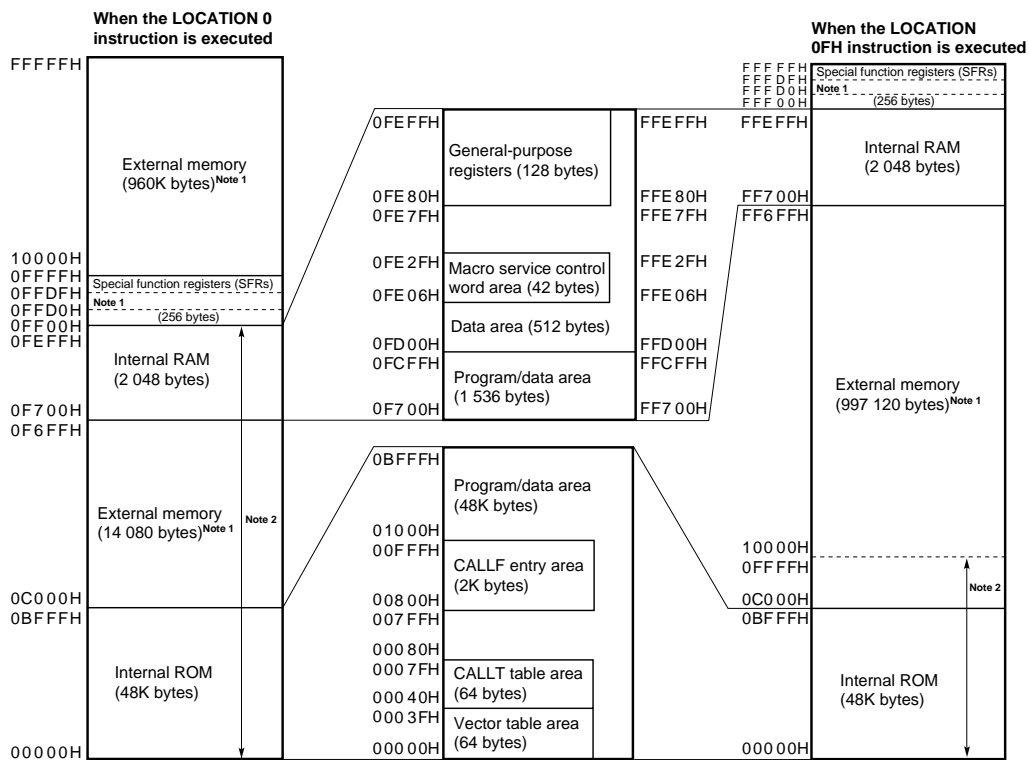 When the LOCATION 0
instruction is executed
FFFFFH
External memory
(960K bytes)Note 1
10000H
0FFFFH
Special function registers (SFRs)
0FFDFH
Note 1
0FFD0H
(256 bytes)
0FF00H
0FEFFH
Internal RAM
(2 048 bytes)
0F700H
0F6FFH
External memory
(14 080 bytes)Note 1
Note 2
0C000H
0BFFFH
Internal ROM
(48K bytes)
00000H
0FEFFH
FFEFFH
General-purpose
registers (128 bytes)
0FE80H
FFE80H
0FE7FH
FFE7FH
0FE2FH
FFE2FH
Macro service control
word area (42 bytes)
0FE06H
FFE06H
Data area (512 bytes)
0FD00H
FFD00H
0FCFFH
FFCFFH
Program/data area
(1 536 bytes)
0F700H
FF700H
0BFFFH
Program/data area
(48K bytes)
01000H
00FFFH
CALLF entry area
(2K bytes)
00800H
007FFH
00080H
0007FH
CALLT table area
(64 bytes)
00040H
0003FH
Vector table area
(64 bytes)
00000H
When the LOCATION
0FH instruction is executed
FFFFFH
Special function registers (SFRs)
FFFDFH
Note 1
FFFD0H
(256 bytes)
FFF00H
FFEFFH
Internal RAM
(2 048 bytes)
FF700H
FF6FFH
External memory
(997 120 bytes)Note 1
10000H
0FFFFH
Note 2
0C000H
0BFFFH
Internal ROM
(48K bytes)
00000H